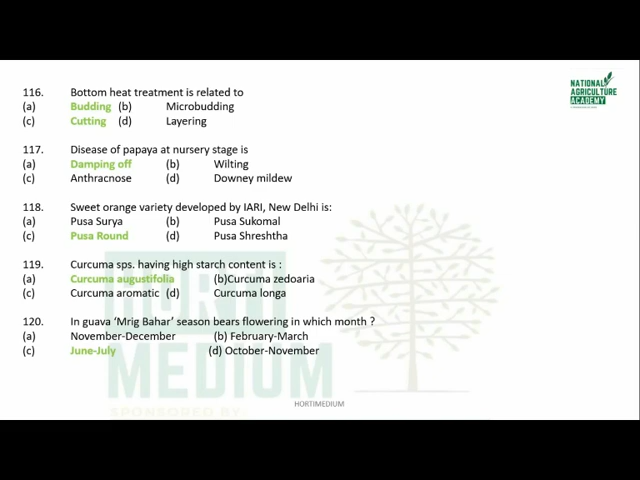 NATIONAL
AGRICULTURE
ACADEMY
116. Bottom heat treatment is related to
(a) Budding (b) Microbudding
(c) Cutting (d) Layering
117. Disease of papaya at nursery stage is
(a) Damping off (b) Wilting
(c) Anthracnose (d) Downey mildew
118. Sweet orange variety developed by IARI, New Delhi is:
(a) Pusa Surya (b) Pusa Sukomal
(c) Pusa Round (d) Pusa Shreshtha
119. Curcuma sps. having high starch content is :
(a) Curcuma augustifolia (b)Curcuma zedoaria
(c) Curcuma aromatic (d) Curcuma longa
120. In guava ‘Mrig Bahar’ season bears flowering in which month ?
(a) November-December (b) February-March
(c) June-July (d) October-November
HORTI
MEDIUM
SPONSORED BY:
HORTIMEDIUM